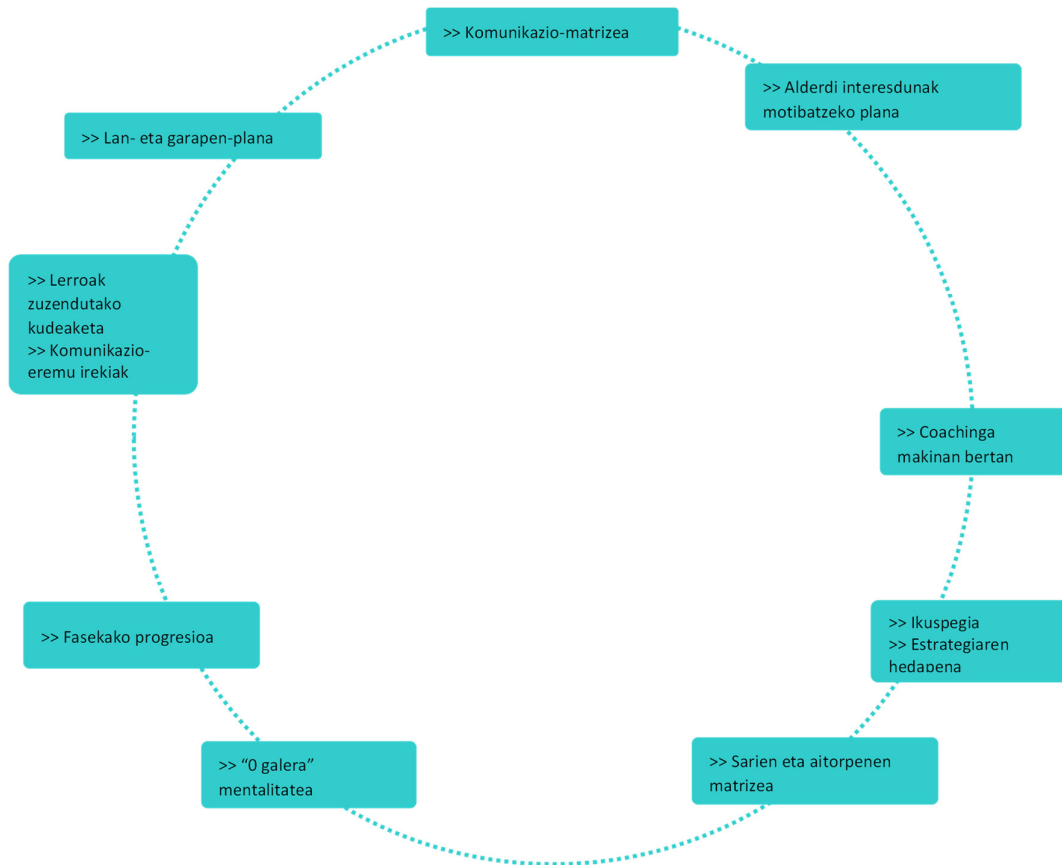 >> Komunikazio-matrizea
>> Alderdi interesdunak
motibatzeko plana
>> Lan- eta garapen-plana
>> Lerroak
zuzendutako
kudeaketa
>> Komunikazio-
eremu irekiak
>> Coachinga
makinan bertan
>> Fasekako progresioa
>> Ikuspegia
>> Estrategiaren
hedapena
>> “0 galera”
mentalitatea
>> Sarien eta aitorpenen
matrizea